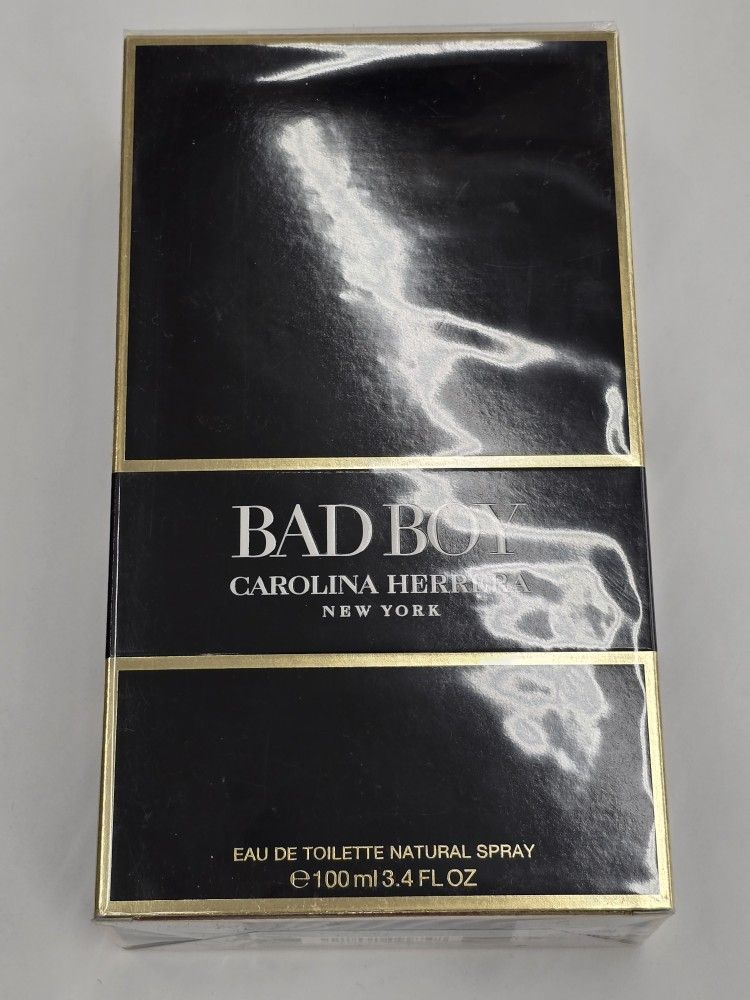 BAD BOY
CAROLINA HERRERA
NEW YORK
EAU DE TOILETTE NATURAL SPRAY
℮100 ml 3.4 FL OZ